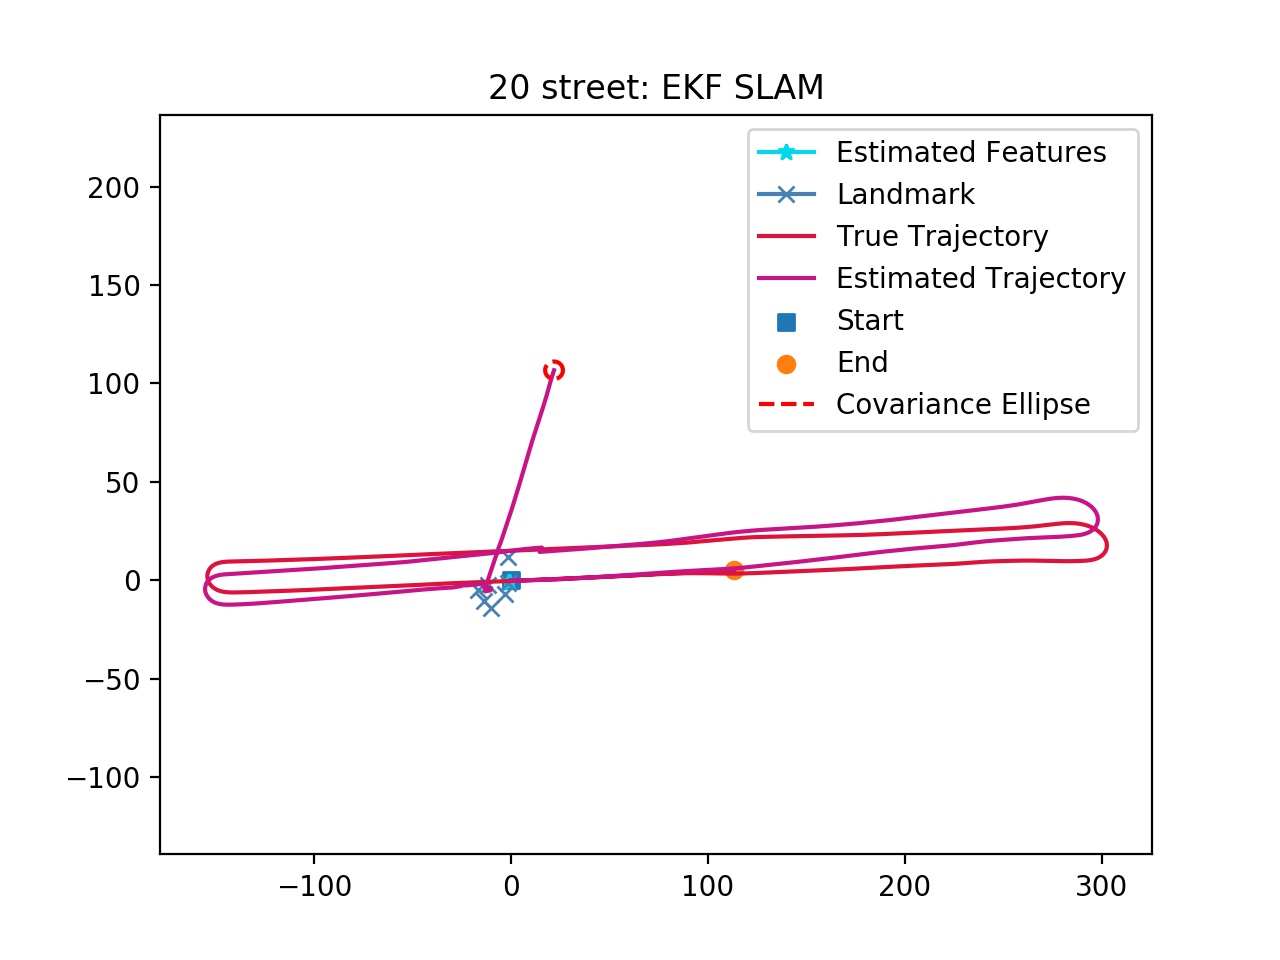 20 street: EKF SLAM
Estimated Features
Landmark
True Trajectory
Estimated Trajectory
Start
End
Covariance Ellipse
200
150
100
50
0
−50
−100
−100 0 100 200 300